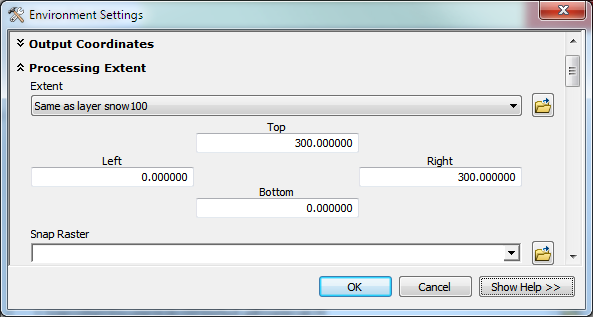 Environment Settings
Output Coordinates
Processing Extent
Extent
Same as layer snow100
Top
300.000000
Left
Right
0.000000
300.000000
Bottom
0.000000
Snap Raster
OK
Cancel
Show Help >>